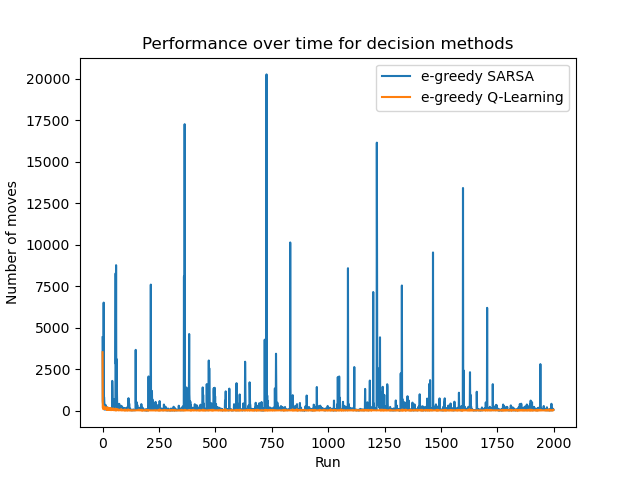 Performance over time for decision methods
e-greedy SARSA
e-greedy Q-Learning
Number of moves
20000
17500
15000
12500
10000
7500
5000
2500
0
0 250 500 750 1000 1250 1500 1750 2000
Run